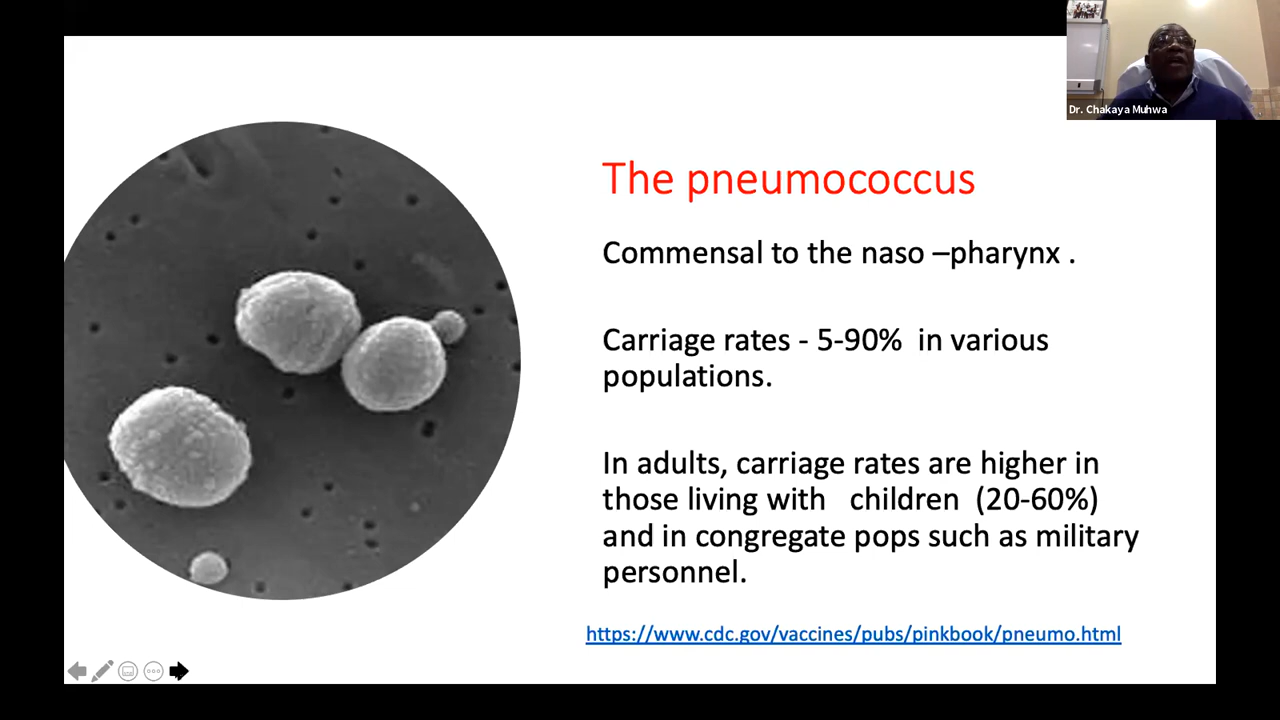 Dr. Chakaya Muhwa
The pneumococcus
Commensal to the naso –pharynx .
Carriage rates - 5-90% in various
populations.
In adults, carriage rates are higher in
those living with children (20-60%)
and in congregate pops such as military
personnel.
https://www.cdc.gov/vaccines/pubs/pinkbook/pneumo.html